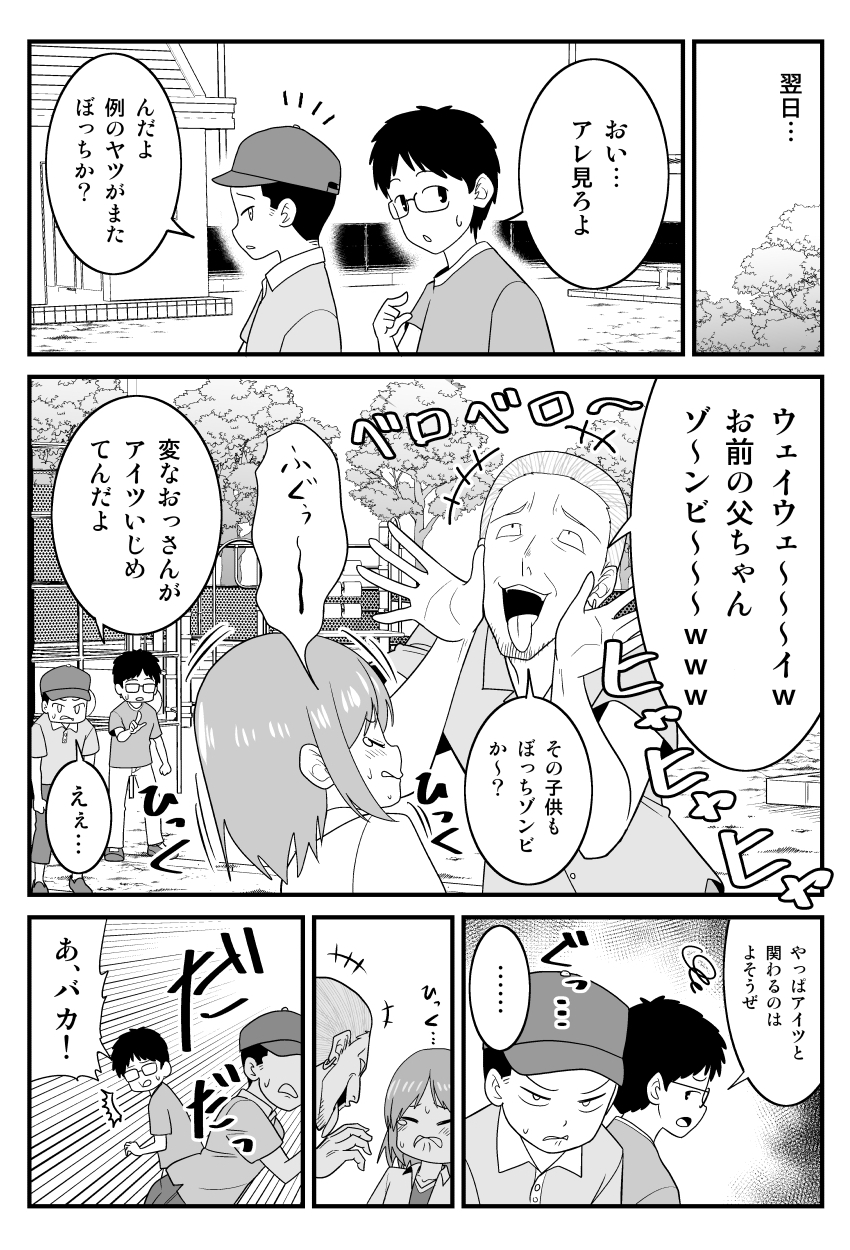 翌日…
おい…
アレ見ろよ
んだよ
例のヤツがまた
ぼっちか？
ウェイウェ〜〜〜イｗ
お前の父ちゃん
ゾ〜ンビ〜〜〜ｗｗｗ
ベロベロ〜
ヒャヒャヒャ
その子供も
ぼっちゾンビ
か〜？
ふぐぅ〜〜
ひっく
ひっく
変なおっさんが
アイツいじめ
てんだよ
えぇ…
やっぱアイツと
関わるのは
よそうぜ
ぐっ…
……
ひっく…
だっ
だっ
あ、バカ！